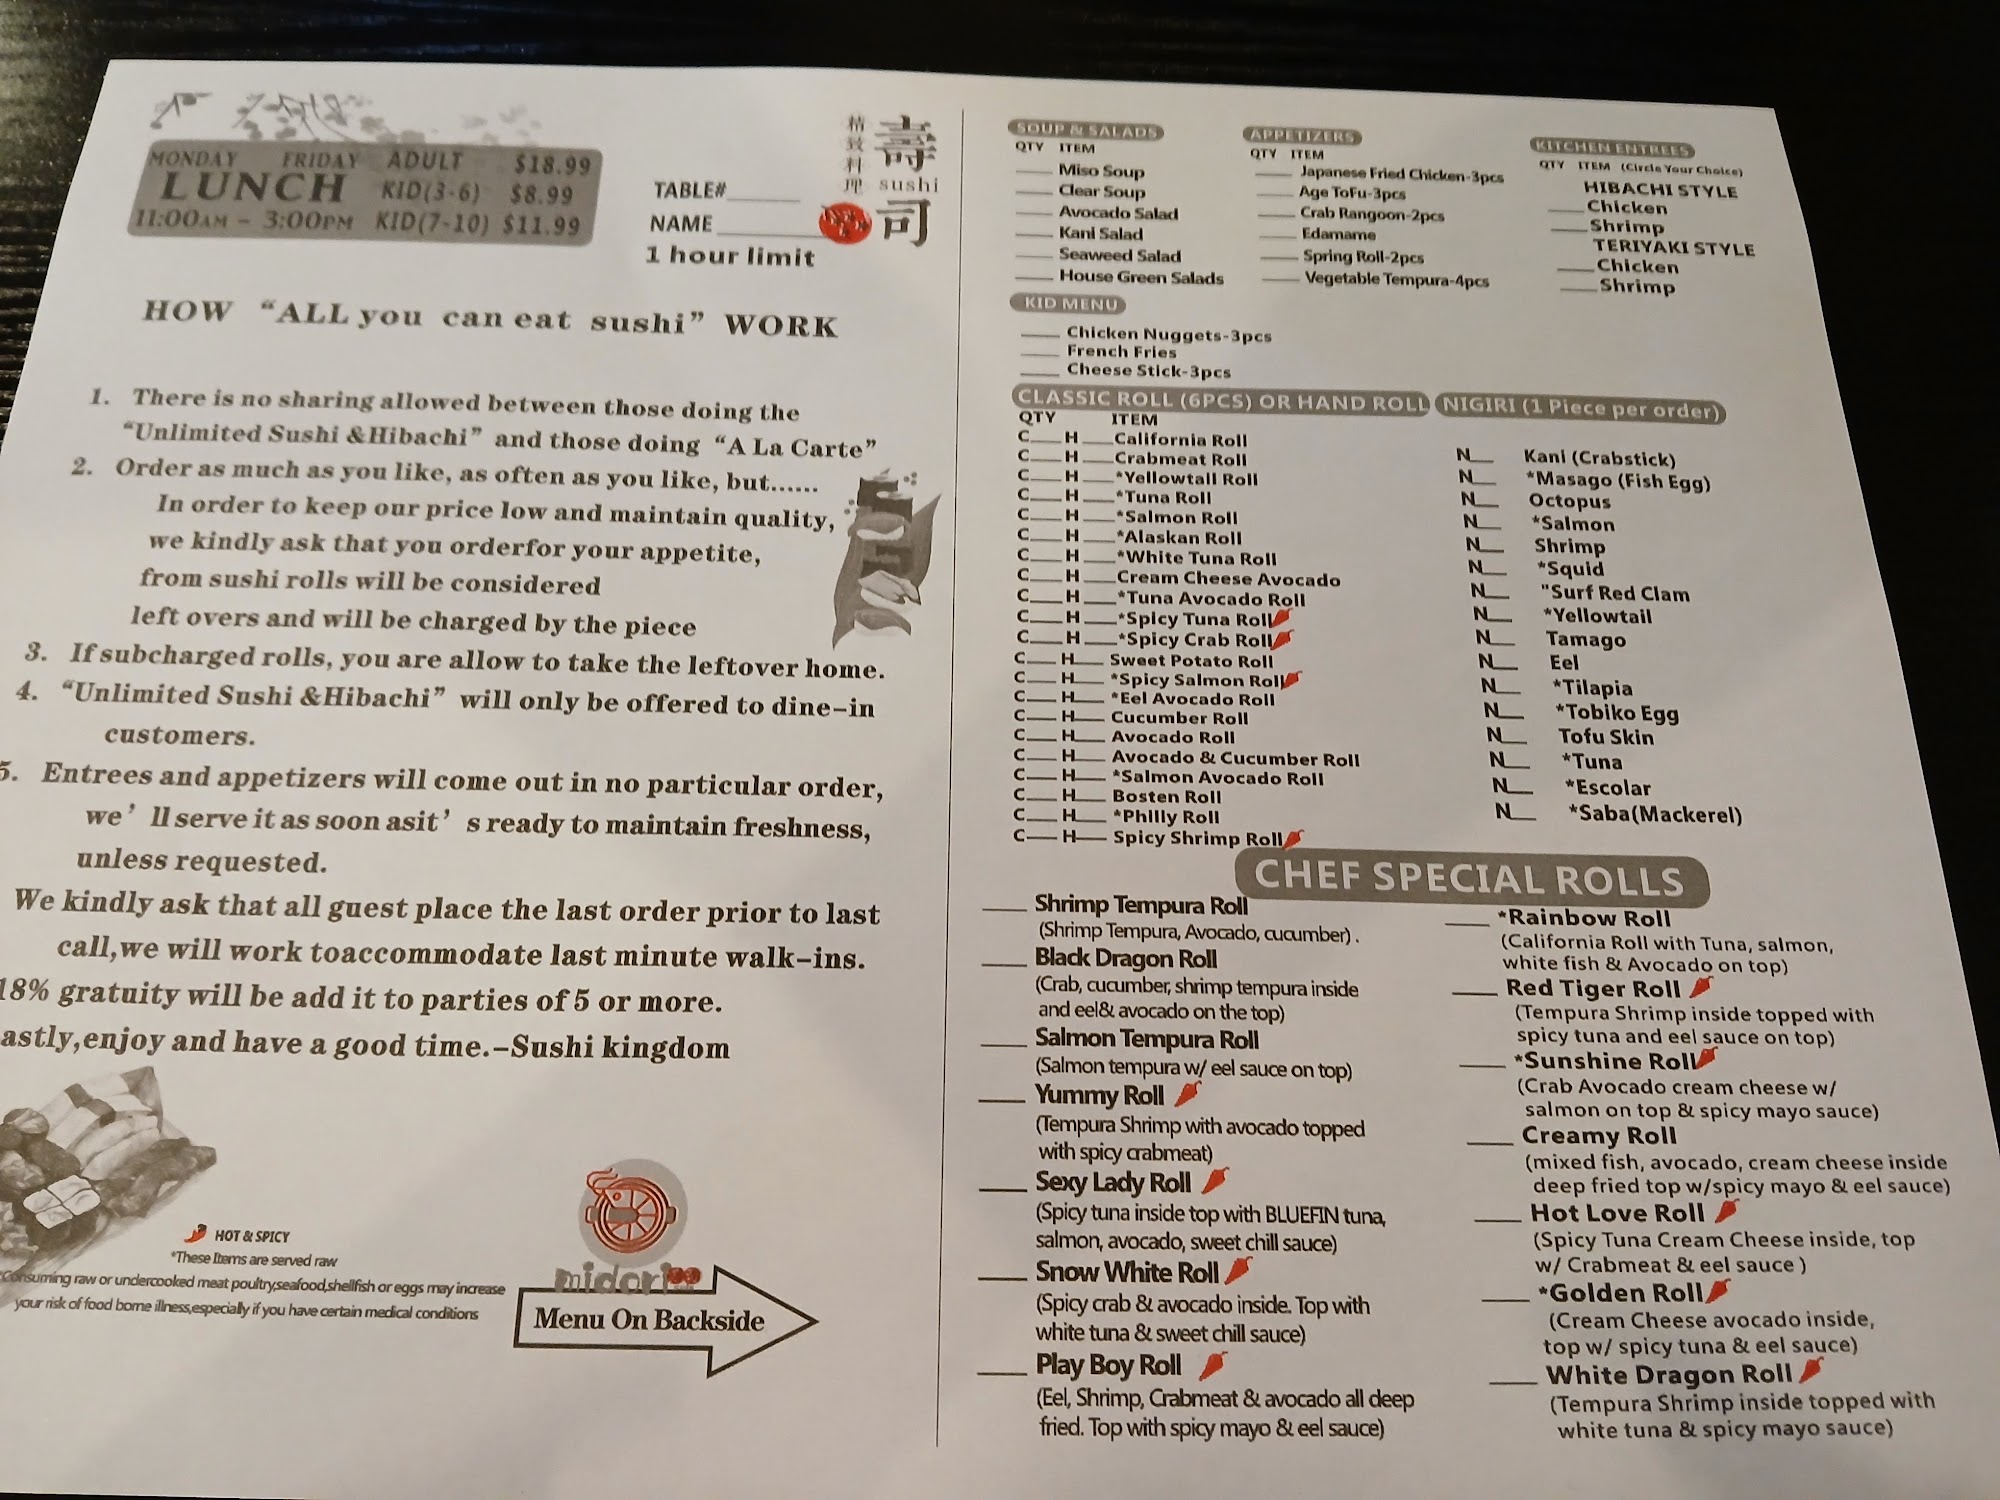 MONDAY FRIDAY ADULT $18.99
LUNCH KID(3-6) $8.99
11:00AM - 3:00PM KID(7-10) $11.99
TABLE#
NAME
1 hour limit
精致料理
寿司
sushi
HOW “ALL you can eat sushi” WORK
1. There is no sharing allowed between those doing the
“Unlimited Sushi &Hibachi” and those doing “A La Carte”
2. Order as much as you like, as often as you like, but......
In order to keep our price low and maintain quality,
we kindly ask that you orderfor your appetite,
from sushi rolls will be considered
left overs and will be charged by the piece
3. If subcharged rolls, you are allow to take the leftover home.
4. “Unlimited Sushi &Hibachi” will only be offered to dine-in
customers.
5. Entrees and appetizers will come out in no particular order,
we’ ll serve it as soon asit’ s ready to maintain freshness,
unless requested.
We kindly ask that all guest place the last order prior to last
call,we will work toaccommodate last minute walk-ins.
18% gratuity will be add it to parties of 5 or more.
astly,enjoy and have a good time.-Sushi kingdom
HOT & SPICY
*These Items are served raw
Consuming raw or undercooked meat poultry,seafood,shellfish or eggs may increase
your risk of food borne illness,especially if you have certain medical conditions
midori
Menu On Backside
SOUP & SALADS
QTY ITEM
Miso Soup
Clear Soup
Avocado Salad
Kani Salad
Seaweed Salad
House Green Salads
APPETIZERS
QTY ITEM
Japanese Fried Chicken-3pcs
Age ToFu-3pcs
Crab Rangoon-2pcs
Edamame
Spring Roll-2pcs
Vegetable Tempura-4pcs
KITCHEN ENTREES
QTY ITEM (Circle Your Choice)
HIBACHI STYLE
Chicken
Shrimp
TERIYAKI STYLE
Chicken
Shrimp
KID MENU
Chicken Nuggets-3pcs
French Fries
Cheese Stick-3pcs
CLASSIC ROLL (6PCS) OR HAND ROLL
QTY ITEM
C H California Roll
C H Crabmeat Roll
C H *Yellowtall Roll
C H *Tuna Roll
C H *Salmon Roll
C H *Alaskan Roll
C H *White Tuna Roll
C H Cream Cheese Avocado
C H *Tuna Avocado Roll
C H *Spicy Tuna Roll
C H *Spicy Crab Roll
C H Sweet Potato Roll
C H *Spicy Salmon Roll
C H *Eel Avocado Roll
C H Cucumber Roll
C H Avocado Roll
C H Avocado & Cucumber Roll
C H *Salmon Avocado Roll
C H Bosten Roll
C H *Philly Roll
C H Spicy Shrimp Roll
NIGIRI (1 Piece per order)
N Kani (Crabstick)
N *Masago (Fish Egg)
N Octopus
N *Salmon
N Shrimp
N *Squid
N "Surf Red Clam
N *Yellowtail
N Tamago
N Eel
N *Tilapia
N *Tobiko Egg
N Tofu Skin
N *Tuna
N *Escolar
N *Saba(Mackerel)
CHEF SPECIAL ROLLS
Shrimp Tempura Roll
(Shrimp Tempura, Avocado, cucumber) .
Black Dragon Roll
(Crab, cucumber, shrimp tempura inside
and eel& avocado on the top)
Salmon Tempura Roll
(Salmon tempura w/ eel sauce on top)
Yummy Roll
(Tempura Shrimp with avocado topped
with spicy crabmeat)
Sexy Lady Roll
(Spicy tuna inside top with BLUEFIN tuna,
salmon, avocado, sweet chill sauce)
Snow White Roll
(Spicy crab & avocado inside. Top with
white tuna & sweet chill sauce)
Play Boy Roll
(Eel, Shrimp, Crabmeat & avocado all deep
fried. Top with spicy mayo & eel sauce)
*Rainbow Roll
(California Roll with Tuna, salmon,
white fish & Avocado on top)
Red Tiger Roll
(Tempura Shrimp inside topped with
spicy tuna and eel sauce on top)
*Sunshine Roll
(Crab Avocado cream cheese w/
salmon on top & spicy mayo sauce)
Creamy Roll
(mixed fish, avocado, cream cheese inside
deep fried top w/spicy mayo & eel sauce)
Hot Love Roll
(Spicy Tuna Cream Cheese inside, top
w/ Crabmeat & eel sauce )
*Golden Roll
(Cream Cheese avocado inside,
top w/ spicy tuna & eel sauce)
White Dragon Roll
(Tempura Shrimp inside topped with
white tuna & spicy mayo sauce)